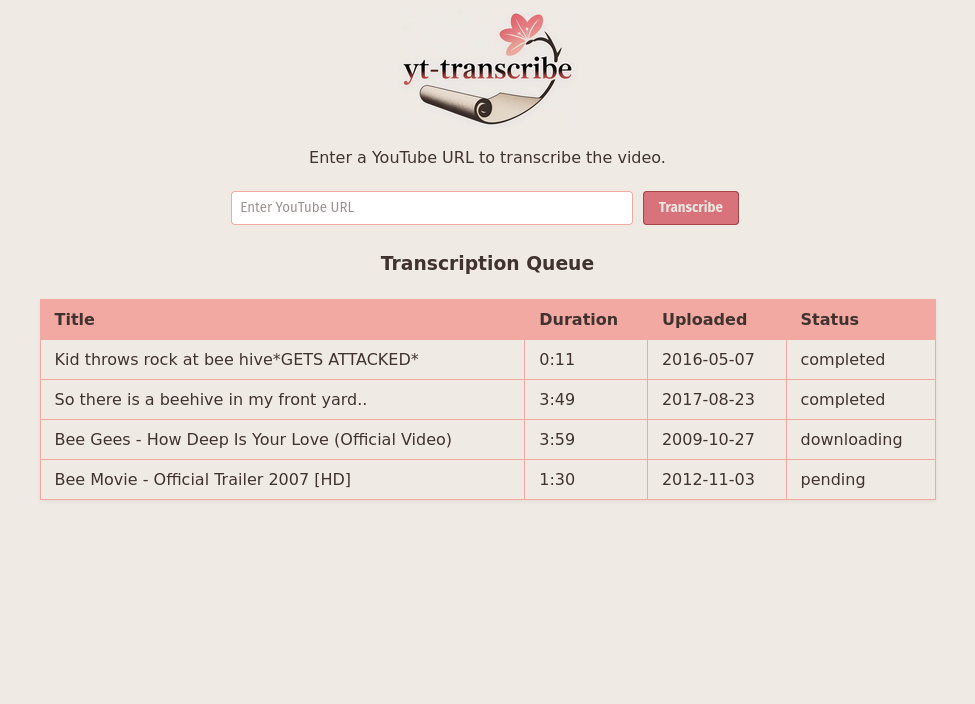 yt-transcribe
Enter a YouTube URL to transcribe the video.
Enter YouTube URL Transcribe
Transcription Queue
Title Duration Uploaded Status
Kid throws rock at bee hive*GETS ATTACKED* 0:11 2016-05-07 completed
So there is a beehive in my front yard.. 3:49 2017-08-23 completed
Bee Gees - How Deep Is Your Love (Official Video) 3:59 2009-10-27 downloading
Bee Movie - Official Trailer 2007 [HD] 1:30 2012-11-03 pending